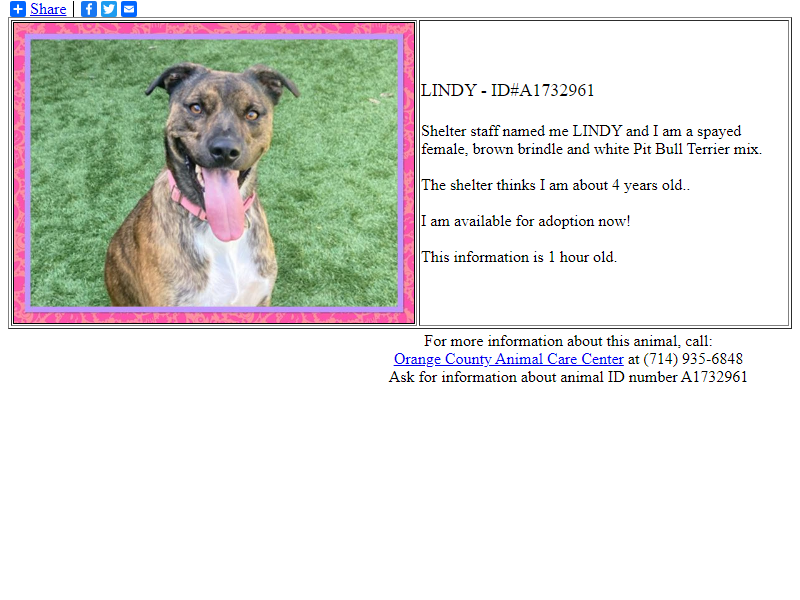 Share |
LINDY - ID#A1732961
Shelter staff named me LINDY and I am a spayed
female, brown brindle and white Pit Bull Terrier mix.
The shelter thinks I am about 4 years old..
I am available for adoption now!
This information is 1 hour old.
For more information about this animal, call:
Orange County Animal Care Center at (714) 935-6848
Ask for information about animal ID number A1732961